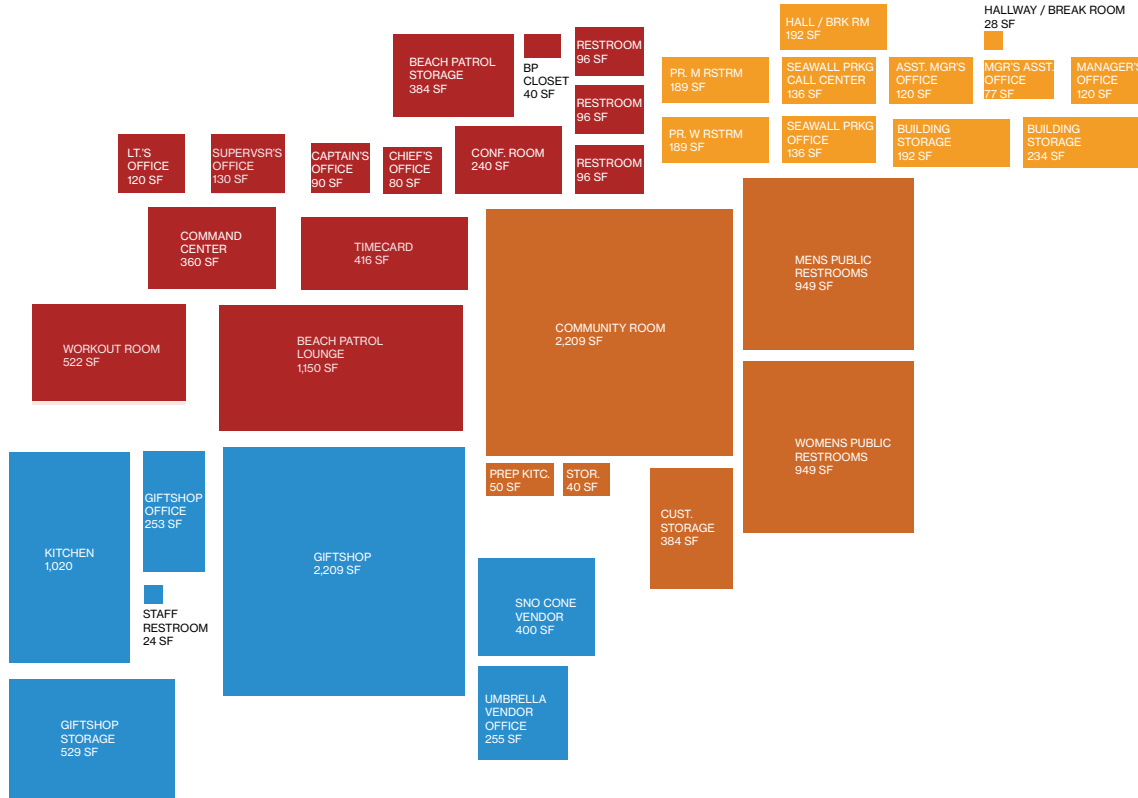 HALLWAY / BREAK ROOM
28 SF
HALL / BRK RM
192 SF
BEACH PATROL
STORAGE
384 SF
BP
CLOSET
40 SF
RESTROOM
96 SF
PR. M RSTRM
189 SF
SEAWALL PRKG
CALL CENTER
136 SF
ASST. MGR'S
OFFICE
120 SF
MGR'S ASST.
OFFICE
77 SF
MANAGER'S
OFFICE
120 SF
RESTROOM
96 SF
PR. W RSTRM
189 SF
SEAWALL PRKG
OFFICE
136 SF
BUILDING
STORAGE
192 SF
BUILDING
STORAGE
234 SF
LT.'S
OFFICE
120 SF
SUPERVSR'S
OFFICE
130 SF
CAPTAIN'S
OFFICE
90 SF
CHIEF'S
OFFICE
80 SF
CONF. ROOM
240 SF
RESTROOM
96 SF
COMMAND
CENTER
360 SF
TIMECARD
416 SF
MENS PUBLIC
RESTROOMS
949 SF
COMMUNITY ROOM
2,209 SF
WORKOUT ROOM
522 SF
BEACH PATROL
LOUNGE
1,150 SF
WOMENS PUBLIC
RESTROOMS
949 SF
PREP KITC.
50 SF
STOR.
40 SF
CUST.
STORAGE
384 SF
KITCHEN
1,020
GIFTSHOP
OFFICE
253 SF
GIFTSHOP
2,209 SF
STAFF
RESTROOM
24 SF
SNO CONE
VENDOR
400 SF
GIFTSHOP
STORAGE
529 SF
UMBRELLA
VENDOR
OFFICE
255 SF